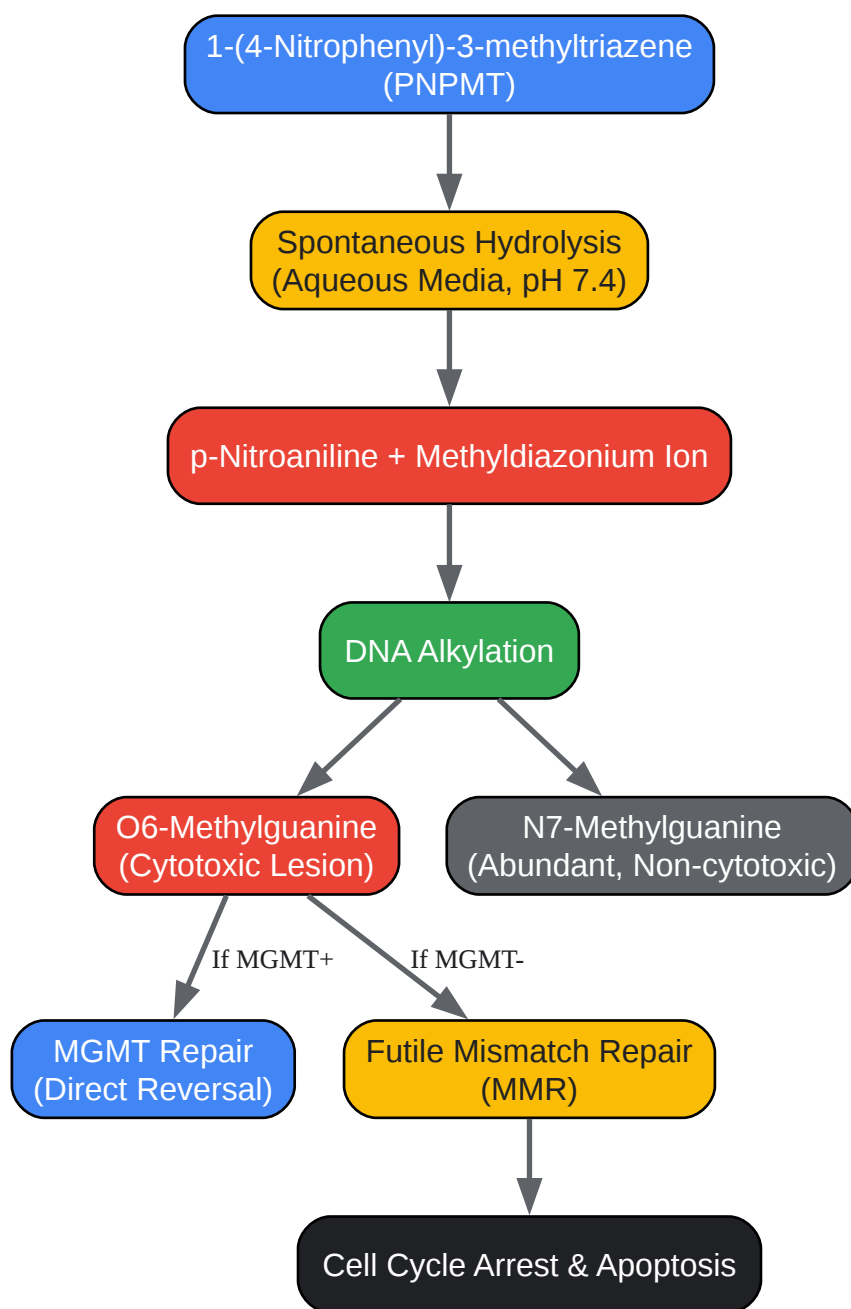 1-(4-Nitrophenyl)-3-methyltriazene
(PNPMT)
Spontaneous Hydrolysis
(Aqueous Media, pH 7.4)
p-Nitroaniline + Methyldiazonium Ion
DNA Alkylation
O6-Methylguanine
(Cytotoxic Lesion)
N7-Methylguanine
(Abundant, Non-cytotoxic)
If MGMT+
If MGMT-
MGMT Repair
(Direct Reversal)
Futile Mismatch Repair
(MMR)
Cell Cycle Arrest & Apoptosis